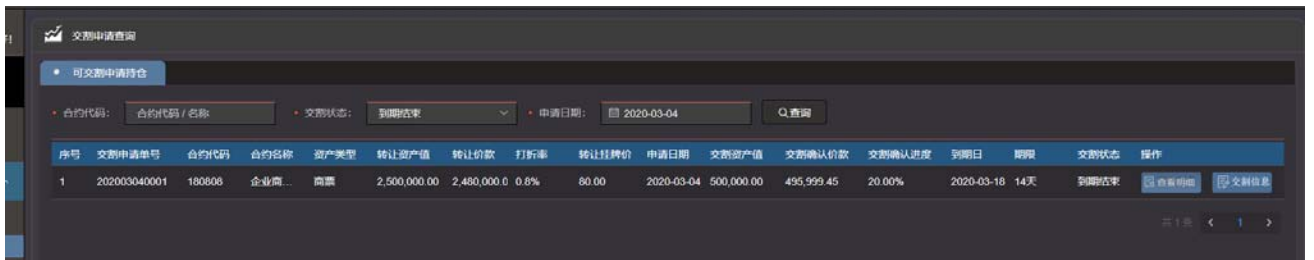 交割申请查询
可交割申请持仓
合约代码： 合约代码 / 名称 交割状态： 到期结束 申请日期： 2020-03-04 查询
序号 交割申请单号 合约代码 合约名称 资产类型 转让资产值 转让价款 打折率 转让挂牌价 申请日期 交割资产值 交割确认价款 交割确认进度 到期日 期限 交割状态 操作
1 202003040001 180808 企业商... 商票 2,500,000.00 2,480,000.0 0.8% 80.00 2020-03-04 500,000.00 495,999.45 20.00% 2020-03-18 14天 到期结束 查看明细 交割信息
共 1 条 1